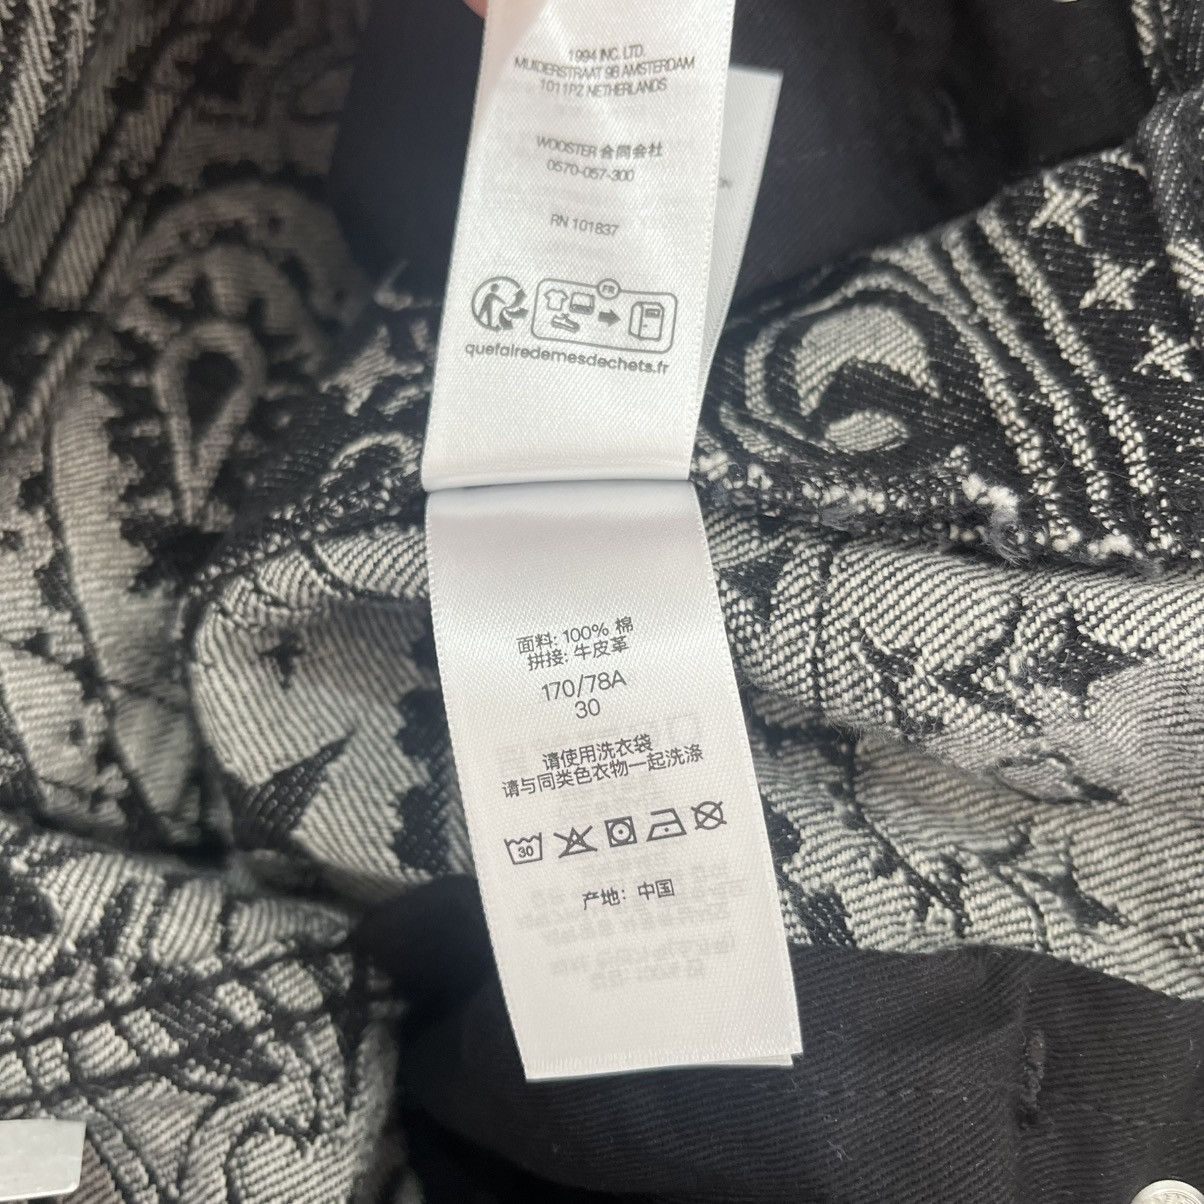 1994 INC. LTD.
MUIDERSTRAAT 9B AMSTERDAM
1011PZ NETHERLANDS
WOOSTER 合同会社
0570-057-300
RN 101837
FR
quefairedemesdechets.fr
面料: 100% 棉
拼接: 牛皮革
170/78A
30
请使用洗衣袋
请与同类色衣物一起洗涤
30
产地: 中国